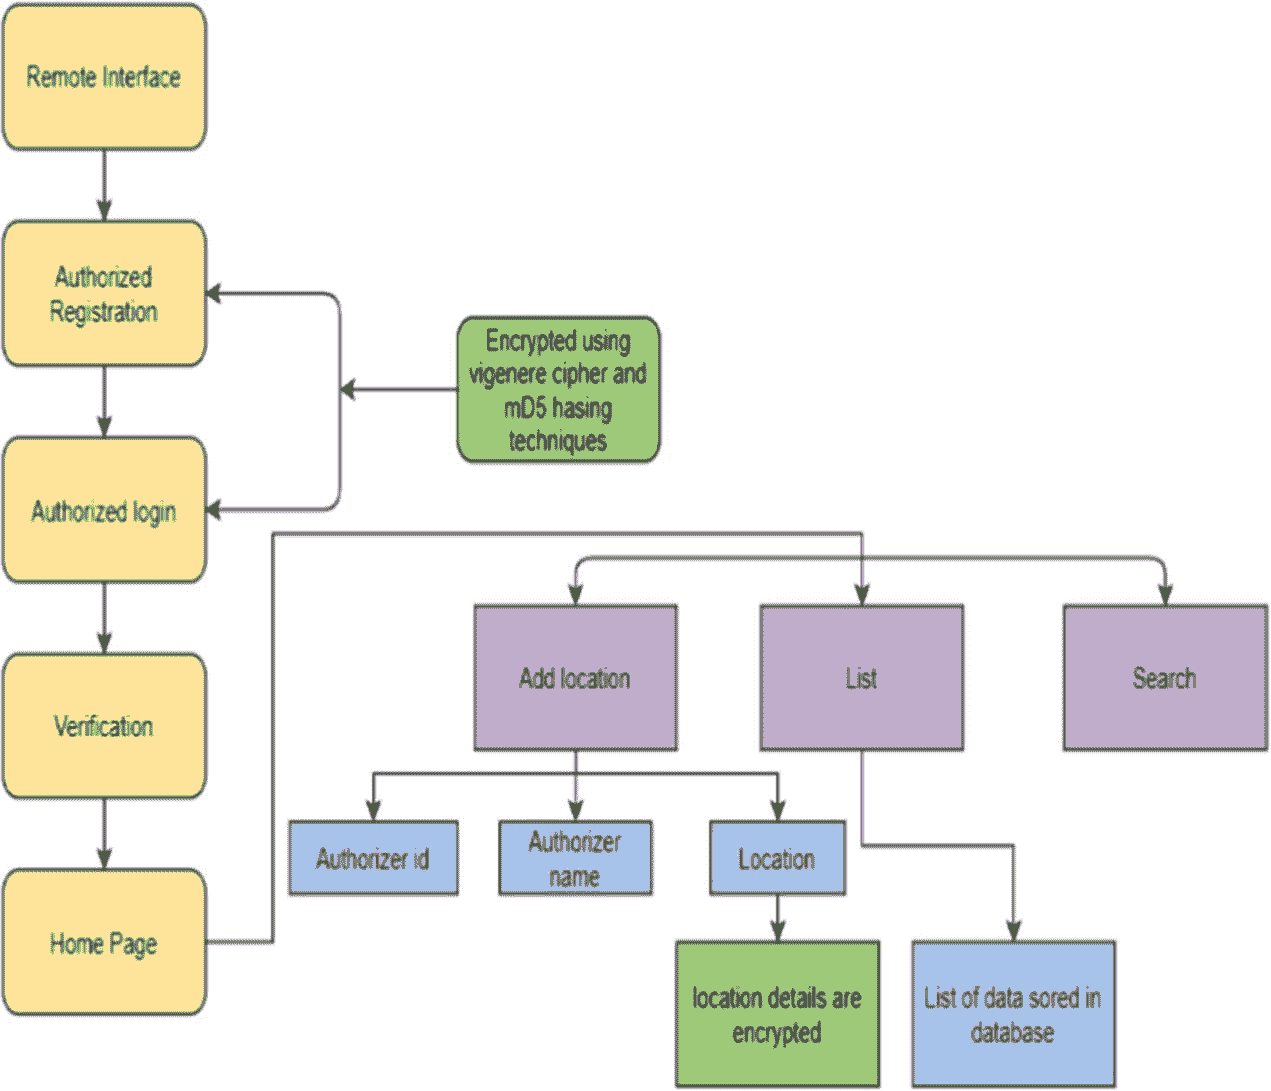 Remote Interface
Authorized
Registration
Encrypted using
vigenere cipher and
mD5 hasing
techniques
Authorized login
Add location
List
Search
Verification
Authorizer id
Authorizer
name
Location
Home Page
location details are
encrypted
List of data sored in
database